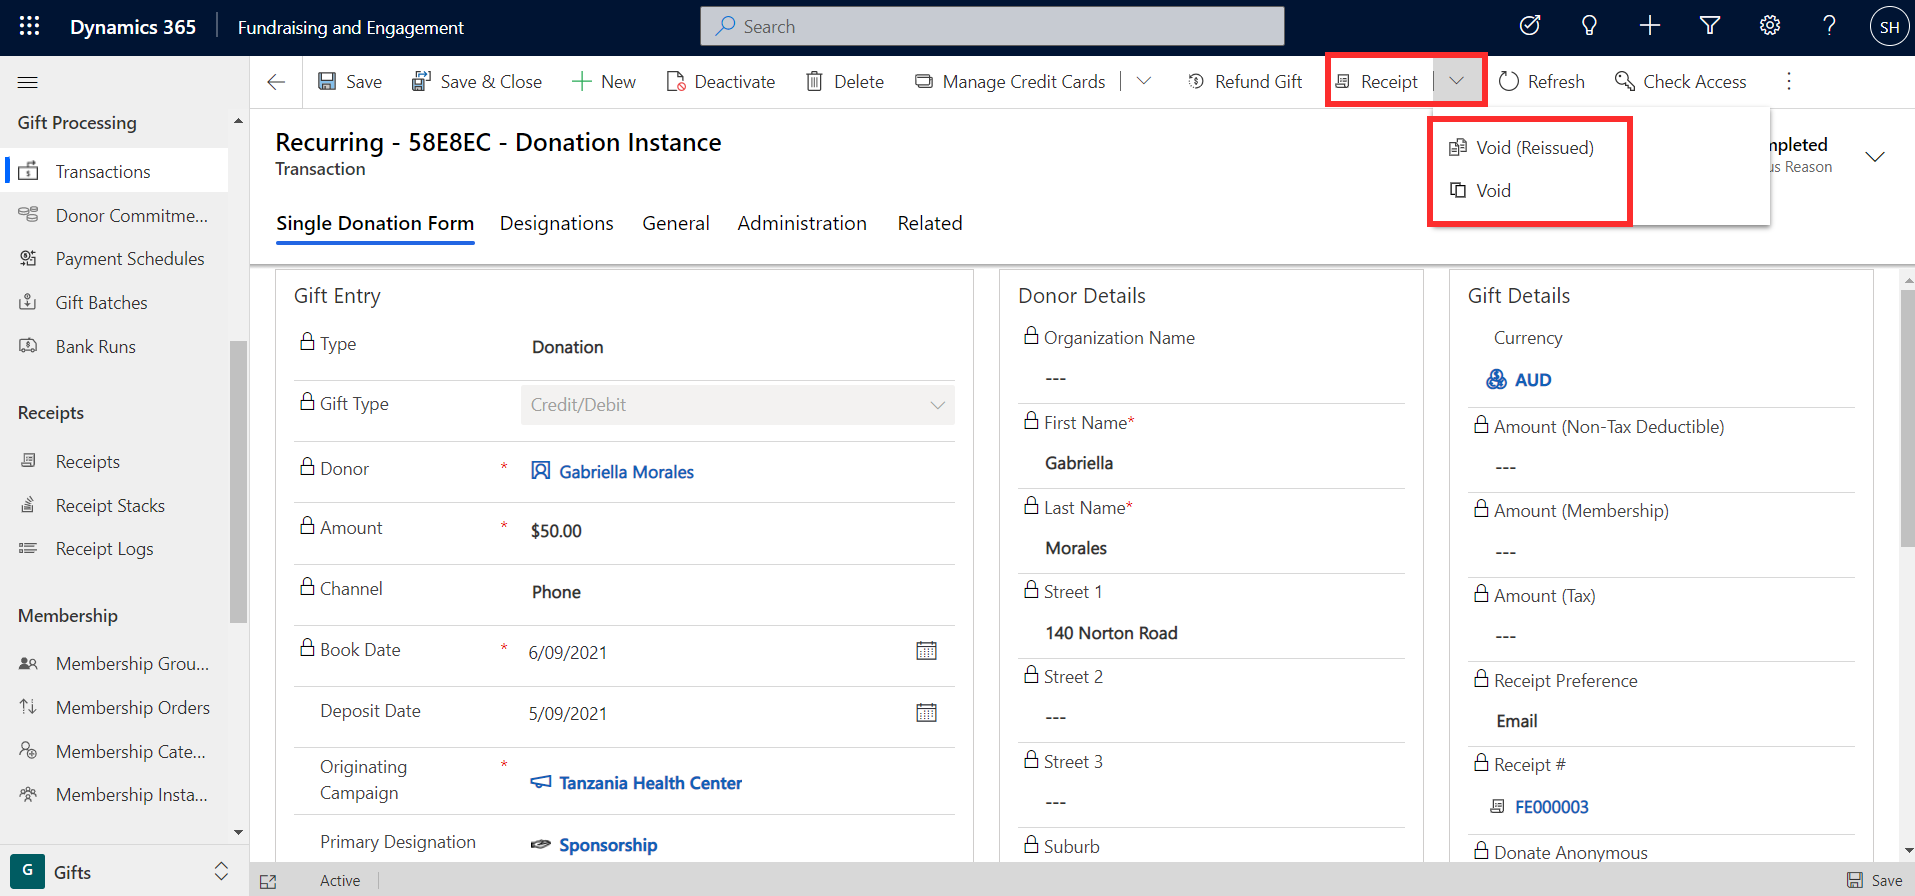 Dynamics 365
Fundraising and Engagement
Search
SH
Save
Save & Close
New
Deactivate
Delete
Manage Credit Cards
Refund Gift
Receipt
Refresh
Check Access
Void (Reissued)
Void
Gift Processing
Transactions
Donor Commitme...
Payment Schedules
Gift Batches
Bank Runs
Receipts
Receipts
Receipt Stacks
Receipt Logs
Membership
Membership Grou...
Membership Orders
Membership Cate...
Membership Insta...
G
Gifts
Recurring - 58E8EC - Donation Instance
Transaction
mpleted
us Reason
Single Donation Form
Designations
General
Administration
Related
Gift Entry
Type
Donation
Gift Type
Credit/Debit
Donor *
Gabriella Morales
Amount *
$50.00
Channel
Phone
Book Date *
6/09/2021
Deposit Date
5/09/2021
Originating *
Campaign
Tanzania Health Center
Primary Designation
Sponsorship
Donor Details
Organization Name
---
First Name*
Gabriella
Last Name*
Morales
Street 1
140 Norton Road
Street 2
---
Street 3
---
Suburb
Gift Details
Currency
AUD
Amount (Non-Tax Deductible)
---
Amount (Membership)
---
Amount (Tax)
---
Receipt Preference
Email
Receipt #
FE000003
Donate Anonymous
Active
Save